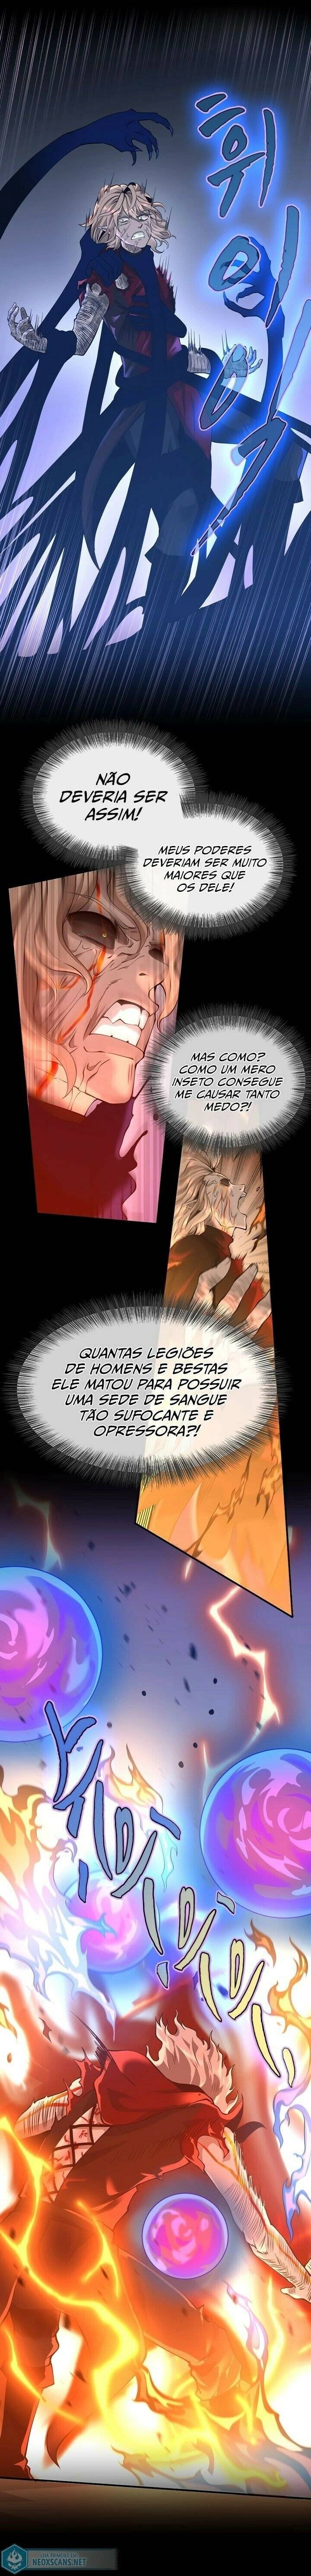 휘
이
익
NÃO
DEVERIA SER
ASSIM!
MEUS PODERES
DEVERIAM SER MUITO
MAIORES QUE
OS DELE!
MAS COMO?
COMO UM MERO
INSETO CONSEGUE
ME CAUSAR TANTO
MEDO?!
QUANTAS LEGIÕES
DE HOMENS E BESTAS
ELE MATOU PARA POSSUIR
UMA SEDE DE SANGUE
TÃO SUFOCANTE E
OPRESSORA?!
NEOXSCANS.NET